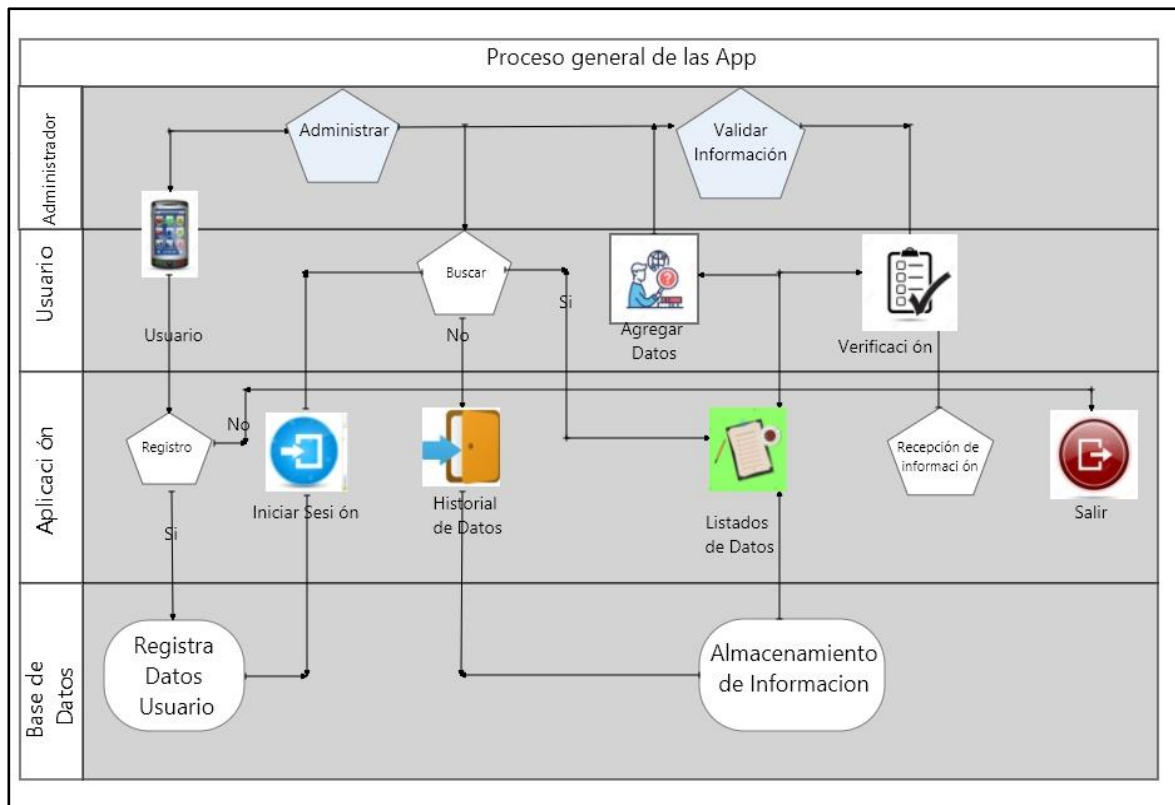 Proceso general de las App
Administrador
Administrar
Validar
Información
Usuario
Buscar
Si
No
Usuario
Agregar
Datos
Verificaci ón
Aplicaci ón
Registro
No
Si
Iniciar Sesi ón
Historial
de Datos
Listados
de Datos
Recepción de
informaci ón
Salir
Base de
Datos
Registra
Datos
Usuario
Almacenamiento
de Informacion